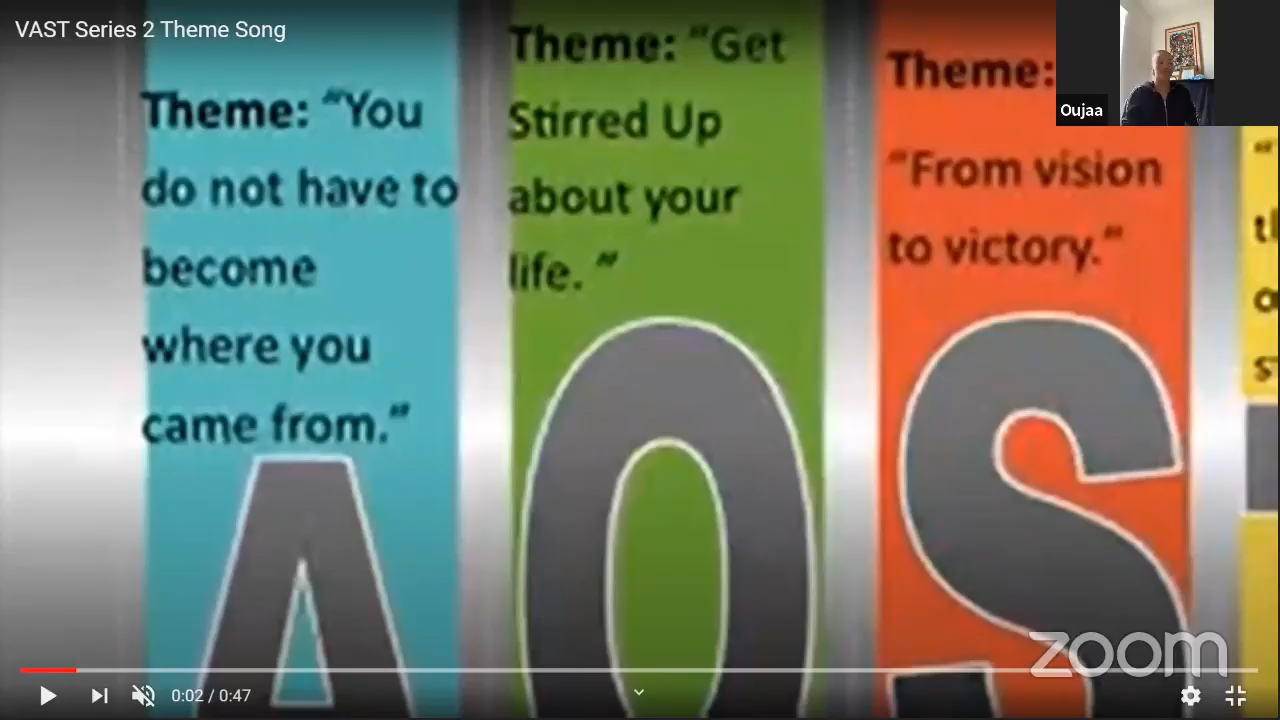 VAST Series 2 Theme Song
Theme: “You
do not have to
become
where you
came from.”
A
Theme: “Get
Stirred Up
about your
life. ”
O
Theme:
“From vision
to victory.“
S
Oujaa
zoom
0:02 / 0:47